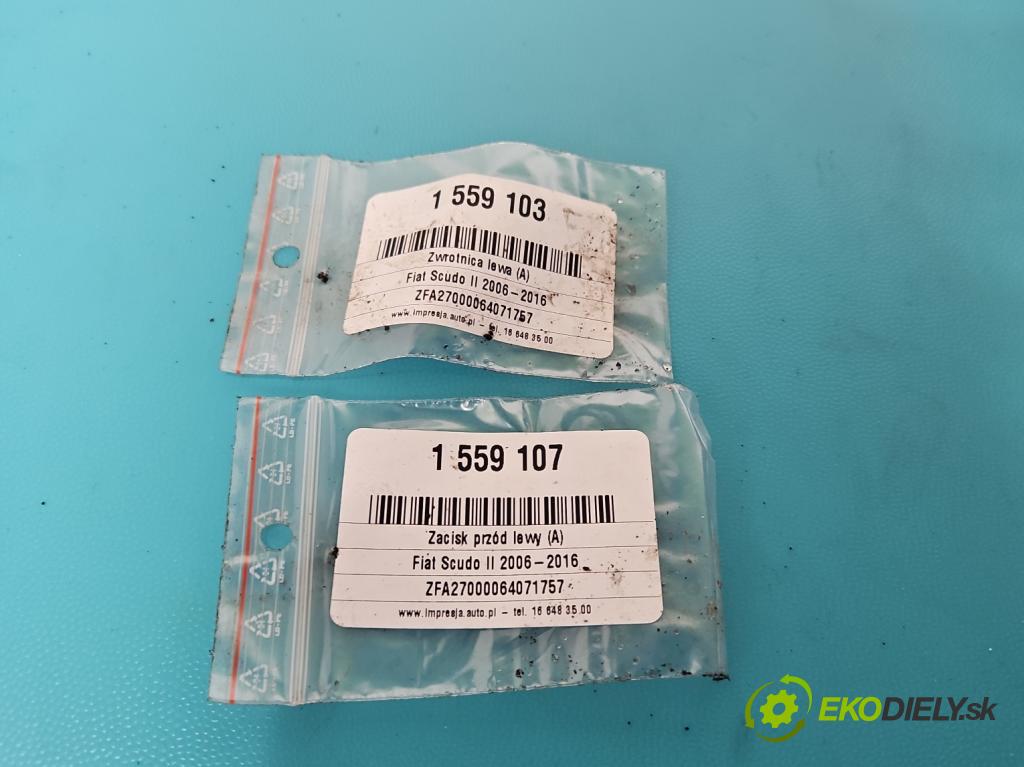 1 559 103
Zwrotnica lewa (A)
Fiat Scudo II 2006-2016
ZFA27000064071757
www.impresja.auto.pl - tel. 16 648 35 00
1 559 107
Zacisk przód lewy (A)
Fiat Scudo II 2006-2016
ZFA27000064071757
www.impresja.auto.pl - tel. 16 648 35 00
EKODIELY.sk